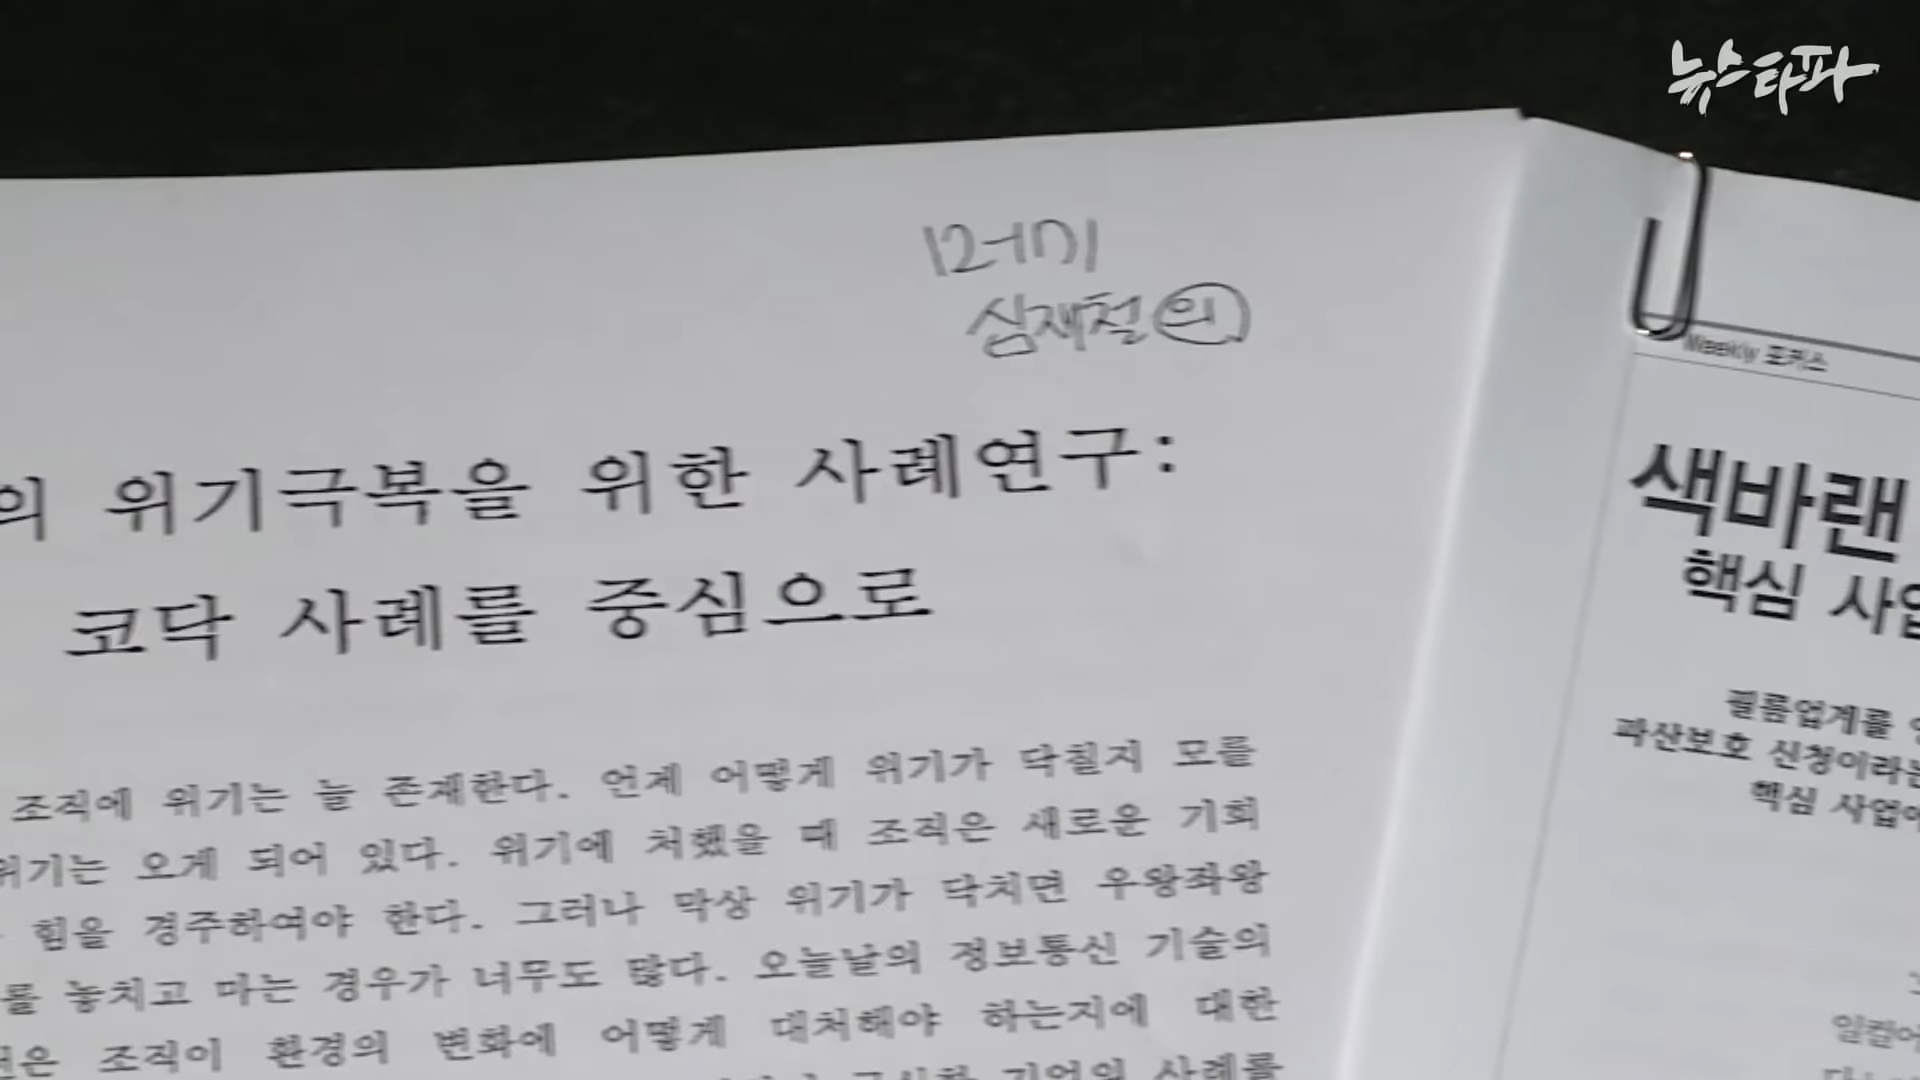 뉴스타파
심재철 의
의 위기극복을 위한 사례연구:
코닥 사례를 중심으로
조직에 위기는 늘 존재한다. 언제 어떻게 위기가 닥칠지 모를
위기는 오게 되어 있다. 위기에 처했을 때 조직은 새로운 기회
힘을 경주하여야 한다. 그러나 막상 위기가 닥치면 우왕좌왕
를 놓치고 마는 경우가 너무도 많다. 오늘날의 정보통신 기술의
조직이 환경의 변화에 어떻게 대처해야 하는지에 대한
기업의 사례를
Weekly 포커스
색바랜
핵심 사업
필름업계를
파산보호 신청이라는
핵심 사업에